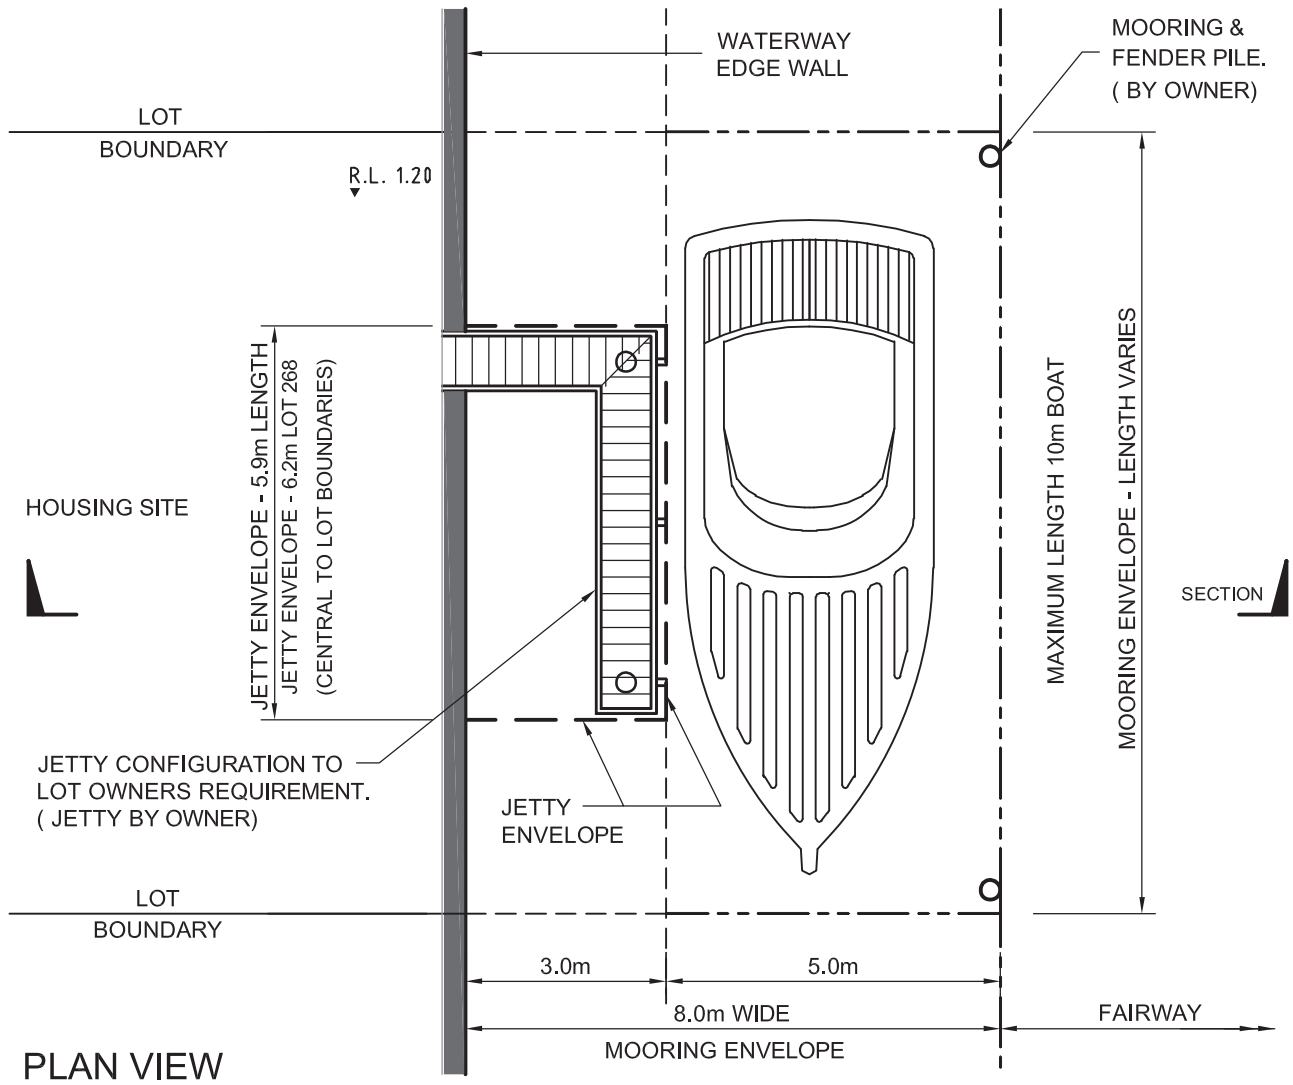 WATERWAY
EDGE WALL
MOORING &
FENDER PILE.
( BY OWNER)
LOT
BOUNDARY
R.L. 1.20
JETTY ENVELOPE - 5.9m LENGTH
JETTY ENVELOPE - 6.2m LOT 268
(CENTRAL TO LOT BOUNDARIES)
MAXIMUM LENGTH 10m BOAT
MOORING ENVELOPE - LENGTH VARIES
HOUSING SITE
SECTION
JETTY CONFIGURATION TO
LOT OWNERS REQUIREMENT.
( JETTY BY OWNER)
JETTY
ENVELOPE
LOT
BOUNDARY
3.0m
5.0m
8.0m WIDE
MOORING ENVELOPE
FAIRWAY
PLAN VIEW